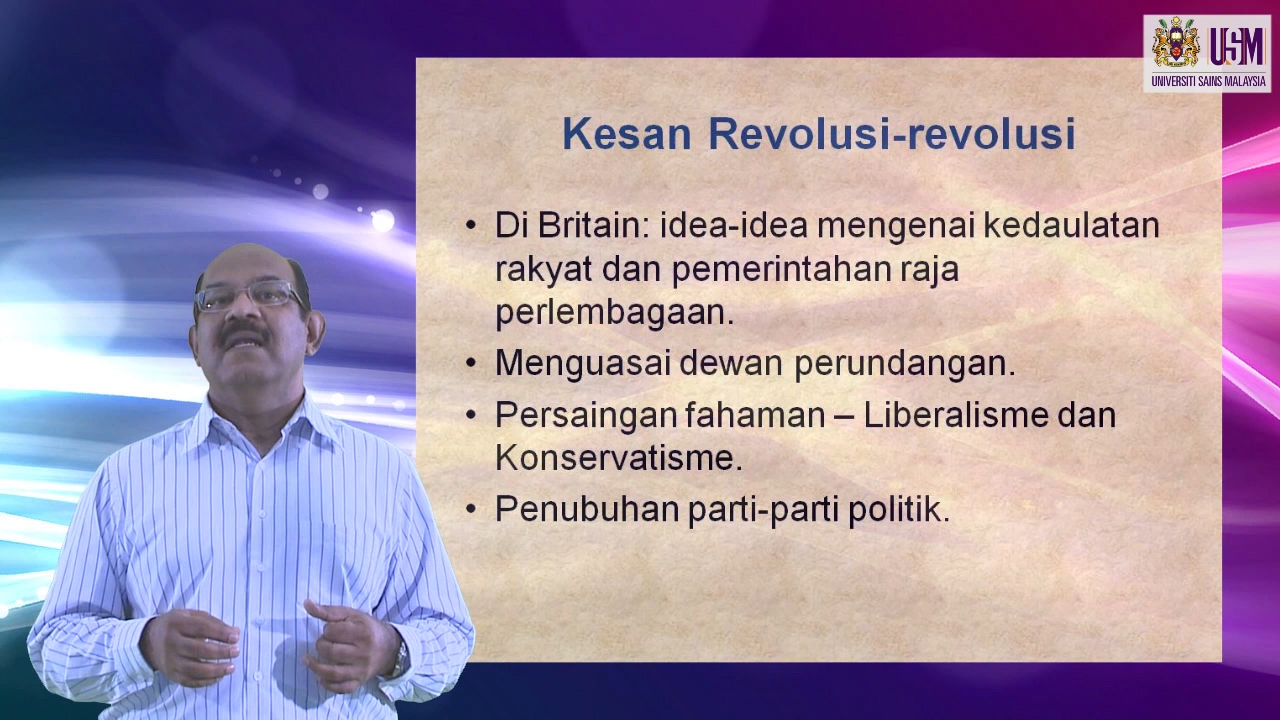 USM
UNIVERSITI SAINS MALAYSIA
Kesan Revolusi-revolusi
• Di Britain: idea-idea mengenai kedaulatan
rakyat dan pemerintahan raja
perlembagaan.
• Menguasai dewan perundangan.
• Persaingan fahaman – Liberalisme dan
Konservatisme.
• Penubuhan parti-parti politik.